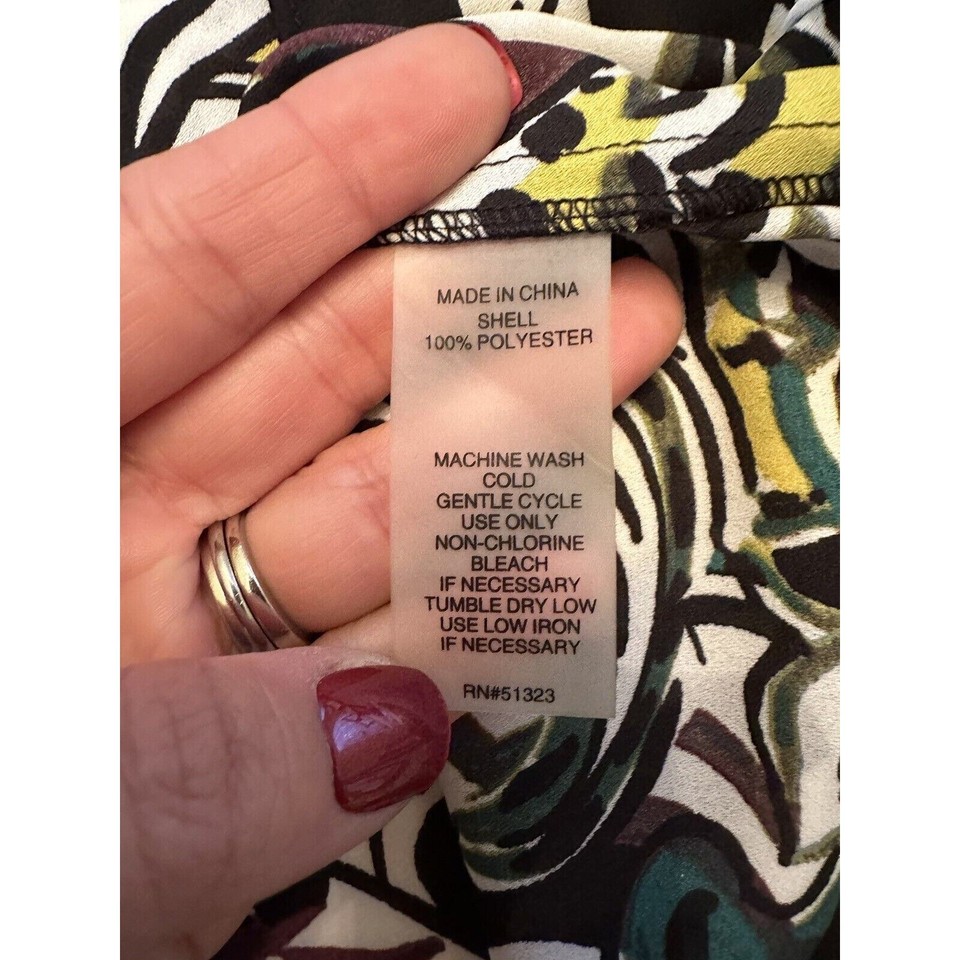 MADE IN CHINA
SHELL
100% POLYESTER
MACHINE WASH
COLD
GENTLE CYCLE
USE ONLY
NON-CHLORINE
BLEACH
IF NECESSARY
TUMBLE DRY LOW
USE LOW IRON
IF NECESSARY
RN#51323